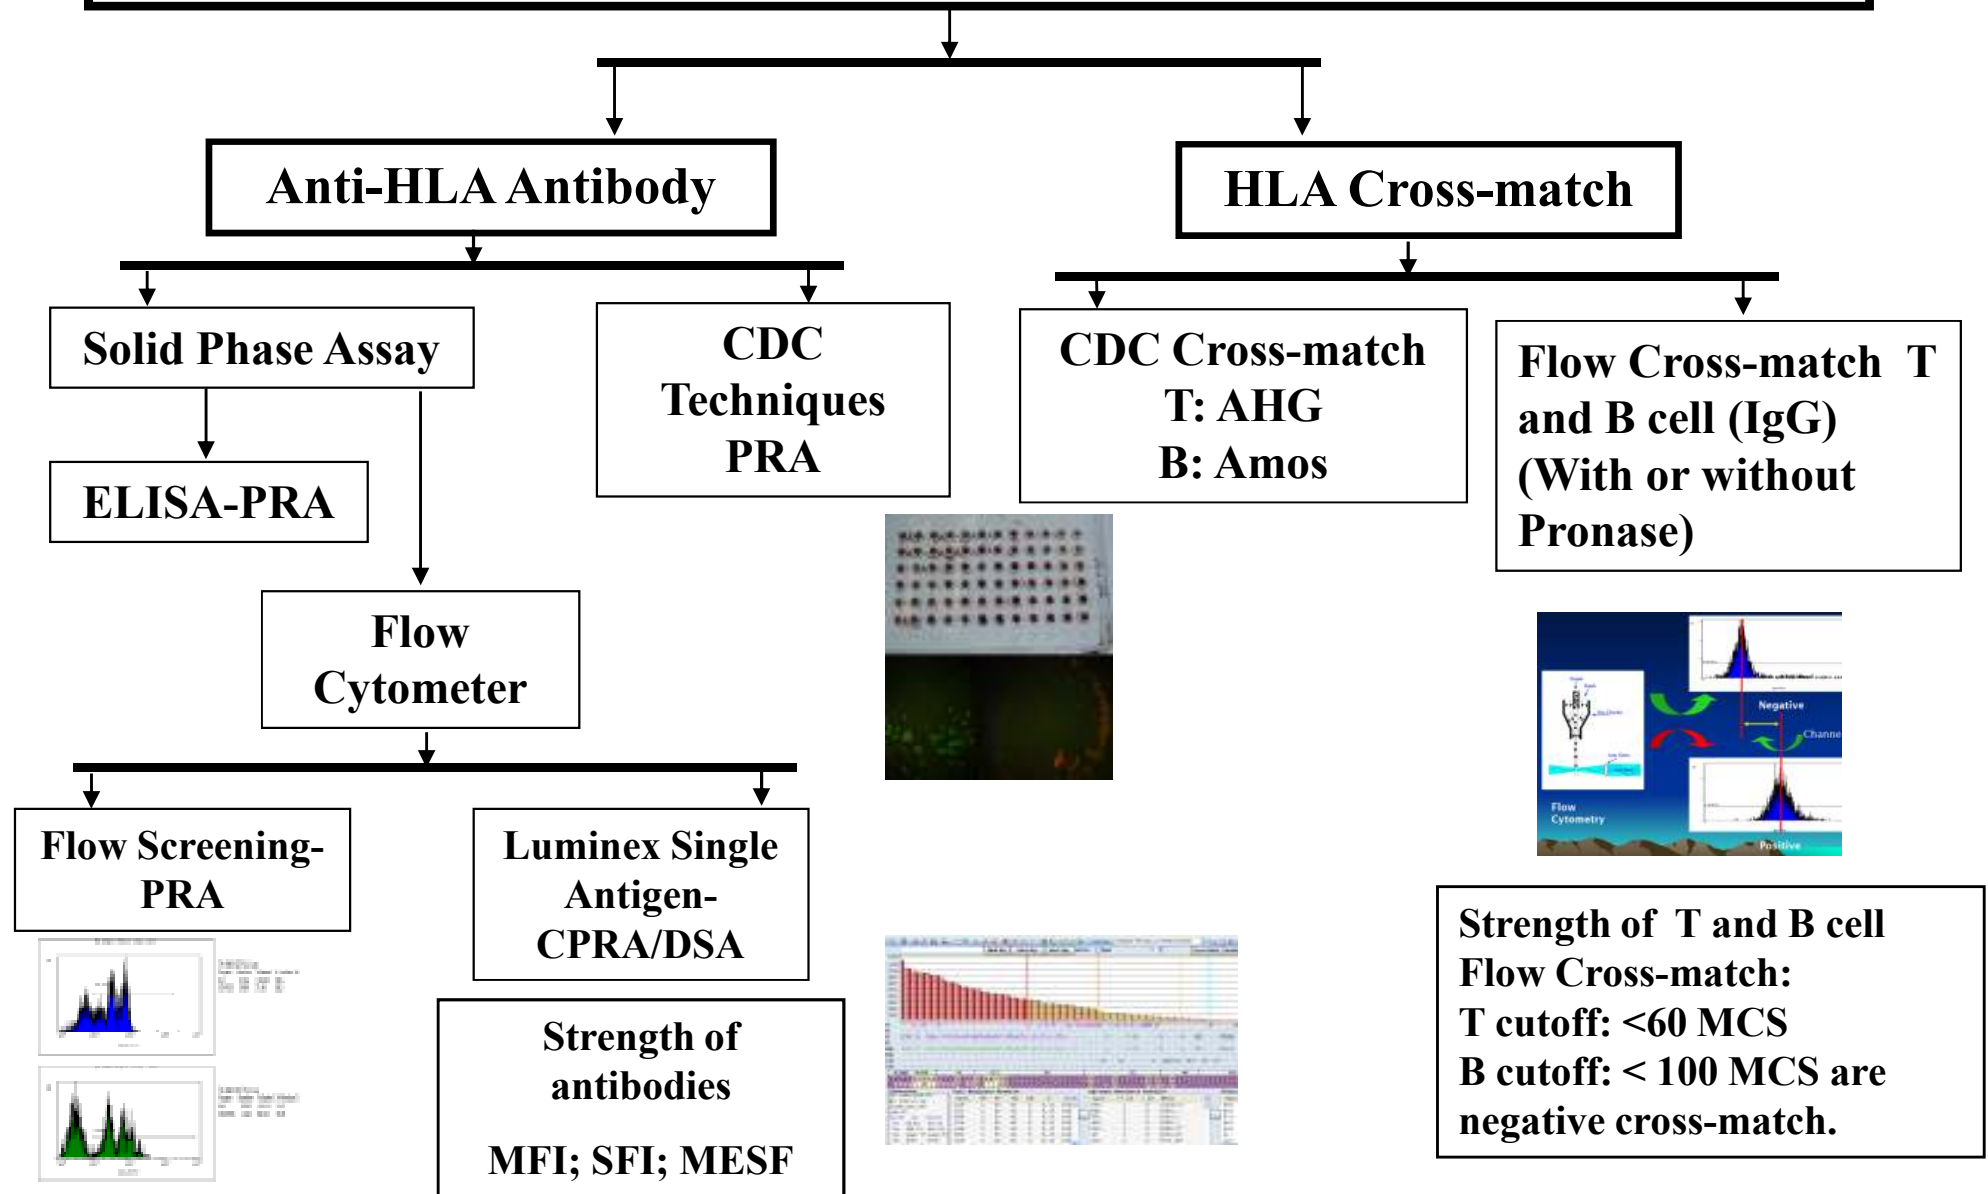 Anti-HLA Antibody
HLA Cross-match
Solid Phase Assay
CDC
Techniques
PRA
CDC Cross-match
T: AHG
B: Amos
Flow Cross-match T
and B cell (IgG)
(With or without
Pronase)
ELISA-PRA
Flow
Cytometer
Negative
Channe
Flow
Cytometry
Positive
Flow Screening-
PRA
Luminex Single
Antigen-
CPRA/DSA
Strength of
antibodies
MFI; SFI; MESF
Strength of T and B cell
Flow Cross-match:
T cutoff: <60 MCS
B cutoff: < 100 MCS are
negative cross-match.